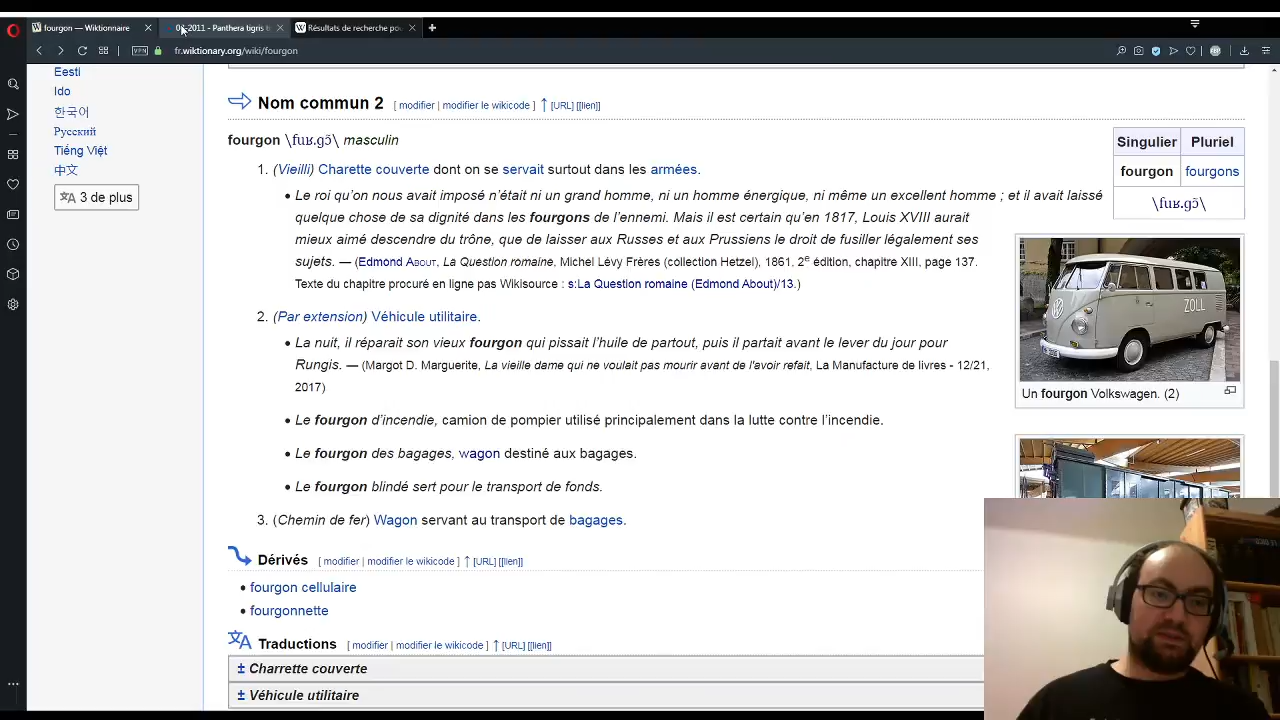 fourgon — Wiktionnaire
2011 - Panthera tigris
Résultats de recherche
VPN
fr.wiktionary.org/wiki/fourgon
Eesti
Ido
한국어
Русский
Tiếng Việt
中文
3 de plus
Nom commun 2 [ modifier | modifier le wikicode ] ↑ [URL] [[lien]]
fourgon \fuʁ.ɡɔ̃\ masculin
Singulier Pluriel
fourgon fourgons
\fuʁ.ɡɔ̃\
1. (Vieilli) Charette couverte dont on se servait surtout dans les armées.
• Le roi qu’on nous avait imposé n’était ni un grand homme, ni un homme énergique, ni même un excellent homme ; et il avait laissé
quelque chose de sa dignité dans les fourgons de l’ennemi. Mais il est certain qu’en 1817, Louis XVIII aurait
mieux aimé descendre du trône, que de laisser aux Russes et aux Prussiens le droit de fusiller légalement ses
sujets. — (Edmond About, La Question romaine, Michel Lévy Frères (collection Hetzel), 1861. 2e édition, chapitre XIII, page 137.
Texte du chapitre procuré en ligne pas Wikisource : s:La Question romaine (Edmond About)/13.)
2. (Par extension) Véhicule utilitaire.
• La nuit, il réparait son vieux fourgon qui pissait l’huile de partout, puis il partait avant le lever du jour pour
Rungis. — (Margot D. Marguerite, La vieille dame qui ne voulait pas mourir avant de l'avoir refait, La Manufacture de livres - 12/21,
2017)
• Le fourgon d’incendie, camion de pompier utilisé principalement dans la lutte contre l’incendie.
• Le fourgon des bagages, wagon destiné aux bagages.
• Le fourgon blindé sert pour le transport de fonds.
3. (Chemin de fer) Wagon servant au transport de bagages.
ZOLL
Un fourgon Volkswagen. (2)
Dérivés [ modifier | modifier le wikicode ] ↑ [URL] [[lien]]
• fourgon cellulaire
• fourgonnette
Traductions [ modifier | modifier le wikicode ] ↑ [URL] [[lien]]
± Charrette couverte
± Véhicule utilitaire